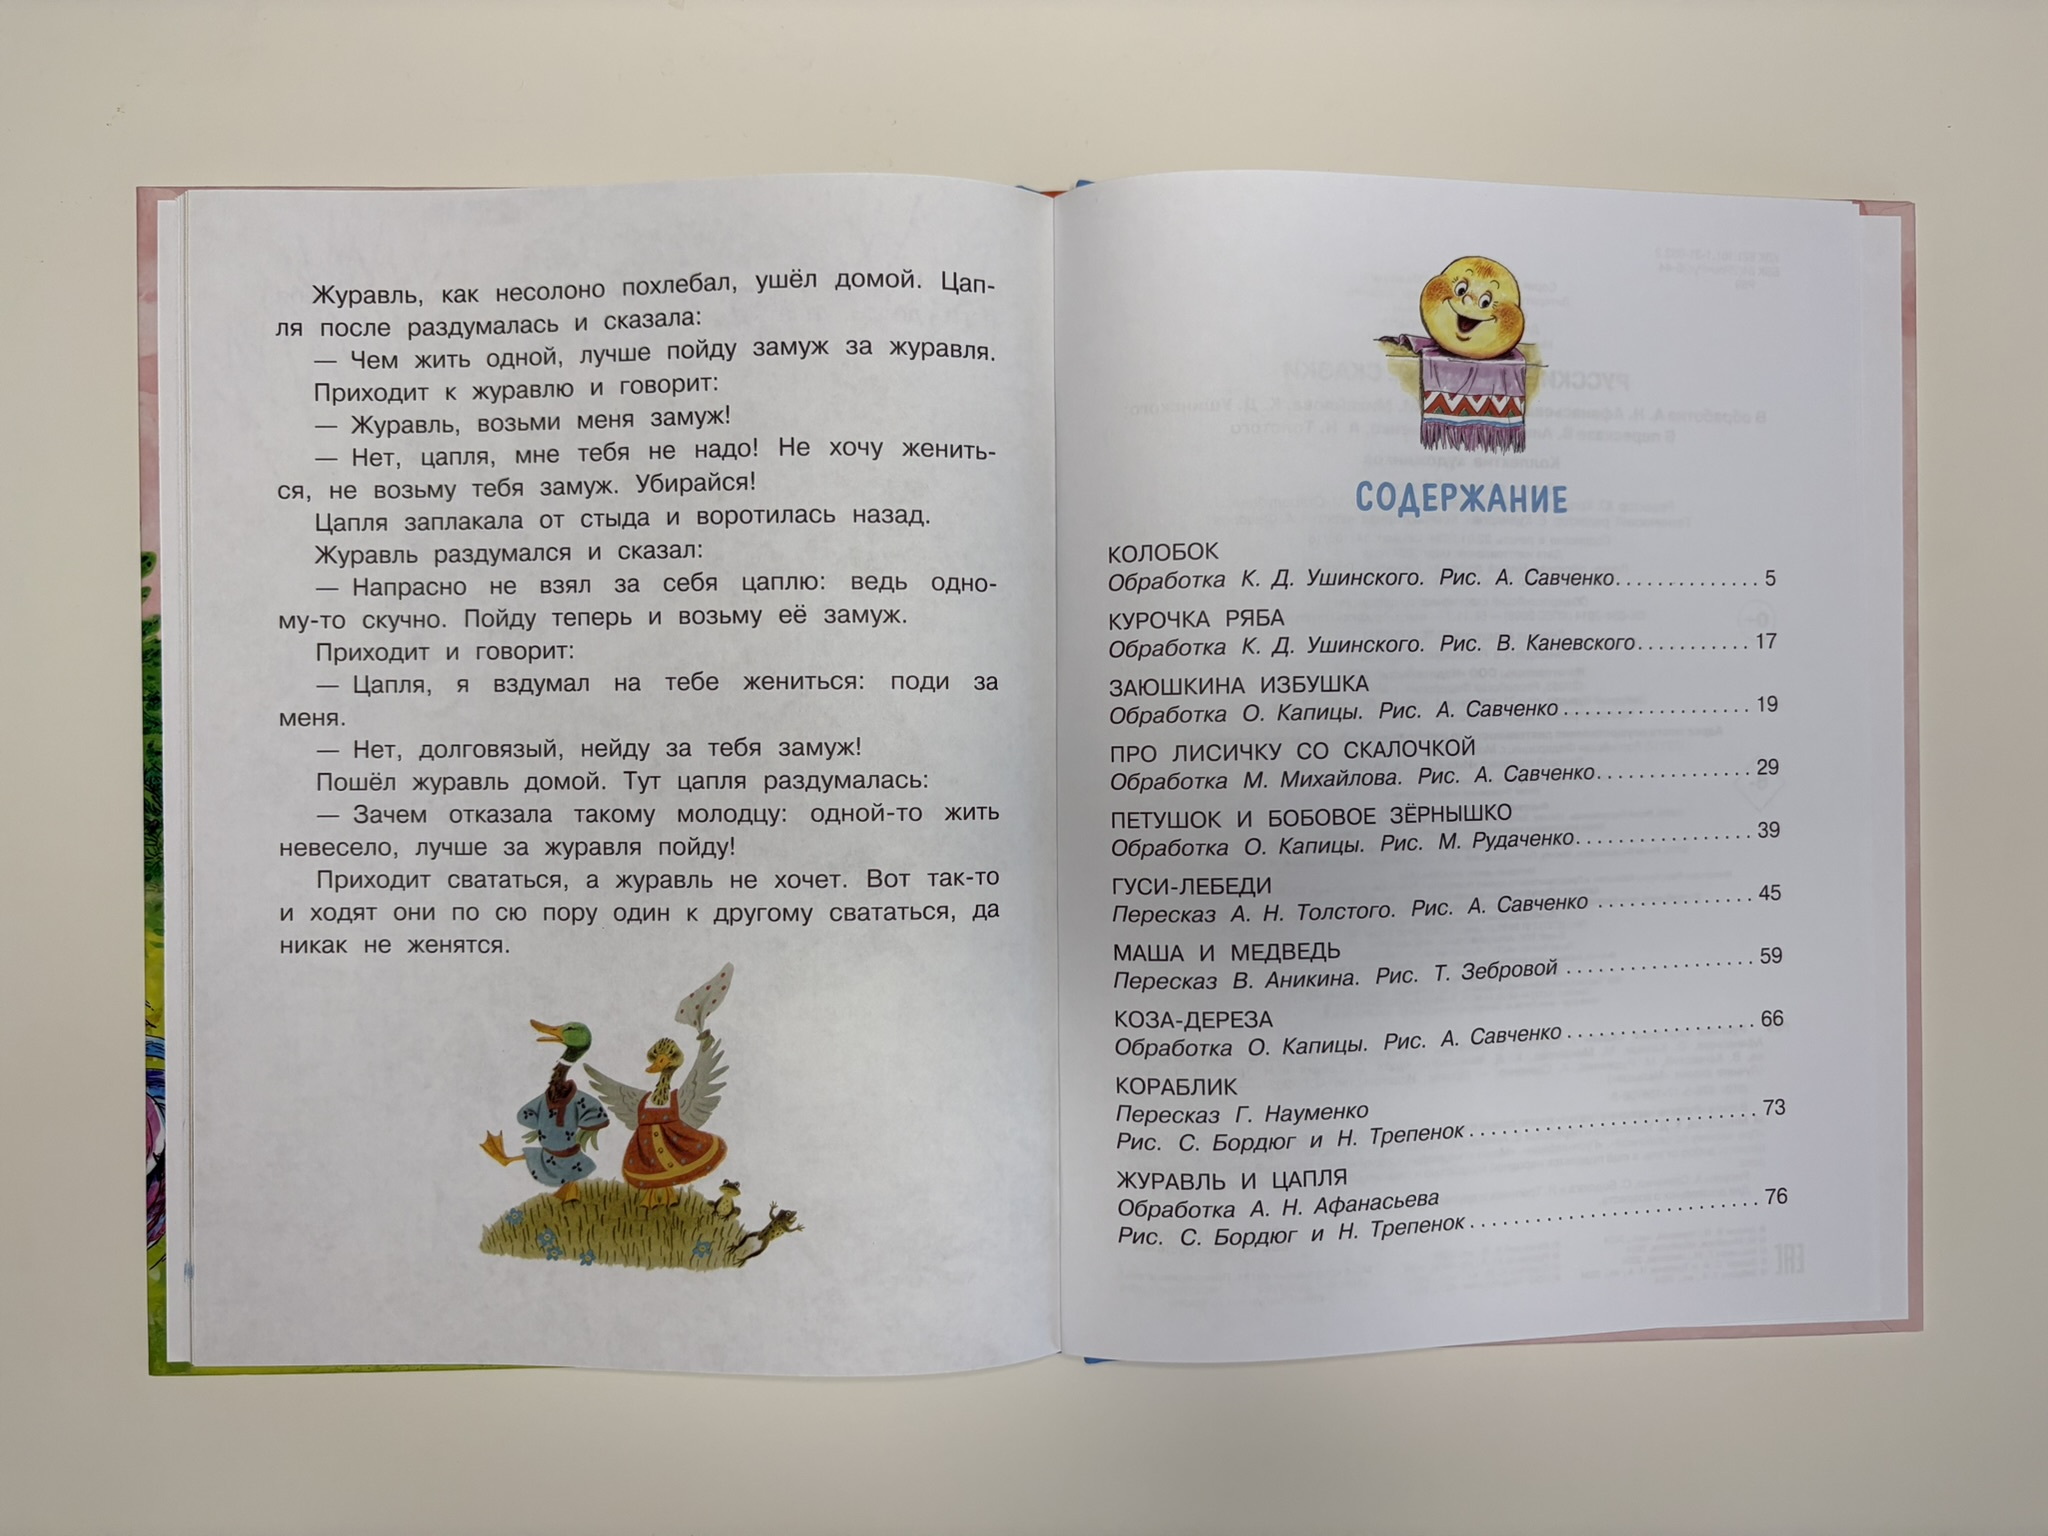 Журавль, как несолоно похлебал, ушёл домой. Цап-
ля после раздумалась и сказала:
— Чем жить одной, лучше пойду замуж за журавля.
Приходит к журавлю и говорит:
— Журавль, возьми меня замуж!
— Нет, цапля, мне тебя не надо! Не хочу женить-
ся, не возьму тебя замуж. Убирайся!
Цапля заплакала от стыда и воротилась назад.
Журавль раздумался и сказал:
— Напрасно не взял за себя цаплю: ведь одно-
му-то скучно. Пойду теперь и возьму её замуж.
Приходит и говорит:
— Цапля, я вздумал на тебе жениться: поди за
меня.
— Нет, долговязый, нейду за тебя замуж!
Пошёл журавль домой. Тут цапля раздумалась:
— Зачем отказала такому молодцу: одной-то жить
невесело, лучше за журавля пойду!
Приходит свататься, а журавль не хочет. Вот так-то
и ходят они по сю пору один к другому свататься, да
никак не женятся.
СОДЕРЖАНИЕ
КОЛОБОК
Обработка К. Д. Ушинского. Рис. А. Савченко.............. 5
КУРОЧКА РЯБА
Обработка К. Д. Ушинского. Рис. В. Каневского........... 17
ЗАЮШКИНА ИЗБУШКА
Обработка О. Капицы. Рис. А. Савченко .................. 19
ПРО ЛИСИЧКУ СО СКАЛОЧКОЙ
Обработка М. Михайлова. Рис. А. Савченко............... 29
ПЕТУШОК И БОБОВОЕ ЗЁРНЫШКО
Обработка О. Капицы. Рис. М. Рудаченко................. 39
ГУСИ-ЛЕБЕДИ
Пересказ А. Н. Толстого. Рис. А. Савченко ............... 45
МАША И МЕДВЕДЬ
Пересказ В. Аникина. Рис. Т. Зебровой .................. 59
КОЗА-ДЕРЕЗА
Обработка О. Капицы. Рис. А. Савченко .................. 66
КОРАБЛИК
Пересказ Г. Науменко
Рис. С. Бордюг и Н. Трепенок............................ 73
ЖУРАВЛЬ И ЦАПЛЯ
Обработка А. Н. Афанасьева
Рис. С. Бордюг и Н. Трепенок............................ 76